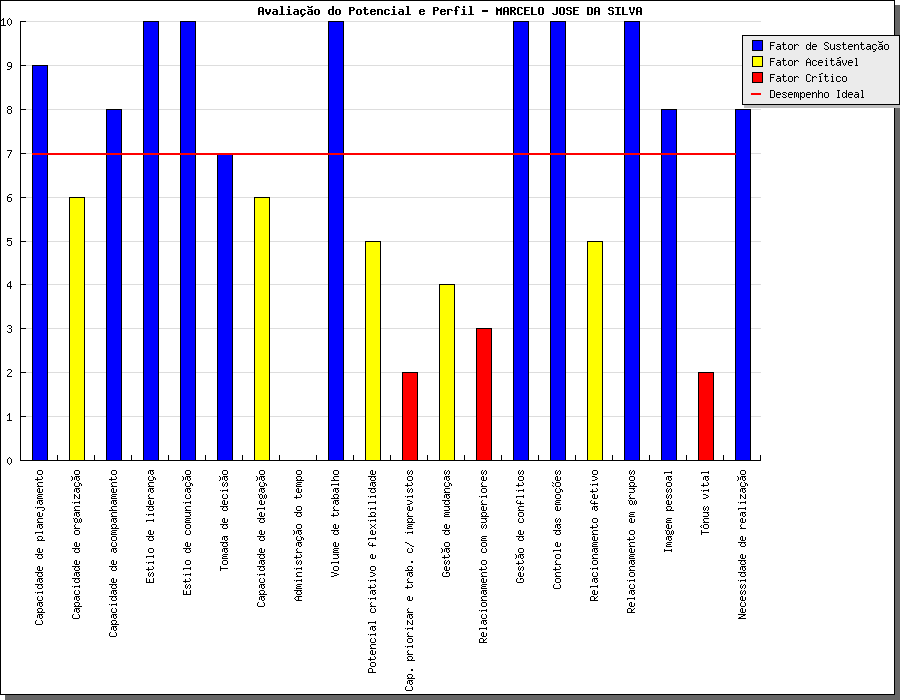 Avaliação do Potencial e Perfil - MARCELO JOSE DA SILVA
Fator de Sustentação
Fator Aceitável
Fator Crítico
Desempenho Ideal
10
9
8
7
6
5
4
3
2
1
0
Capacidade de planejamento
Capacidade de organização
Capacidade de acompanhamento
Estilo de liderança
Estilo de comunicação
Tomada de decisão
Capacidade de delegação
Administração do tempo
Volume de trabalho
Potencial criativo e flexibilidade
Cap. priorizar e trab. c/ imprevistos
Gestão de mudanças
Relacionamento com superiores
Gestão de conflitos
Controle das emoções
Relacionamento afetivo
Relacionamento em grupos
Imagem pessoal
Tônus vital
Necessidade de realização